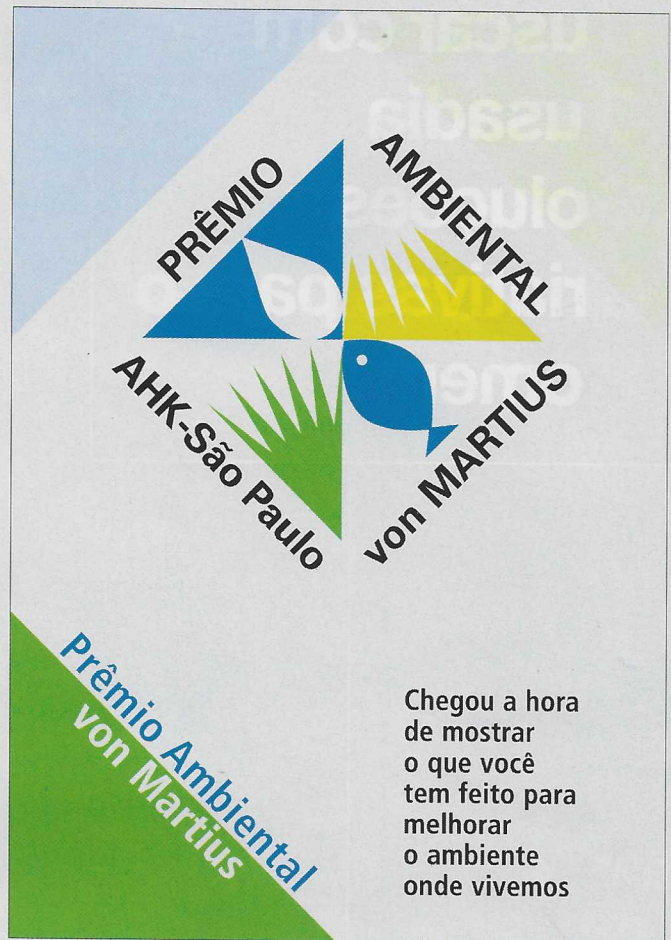 PRÊMIO
AMBIENTAL
AHK-São Paulo
von MARTIUS
Prêmio Ambiental
von Martius
Chegou a hora
de mostrar
o que você
tem feito para
melhorar
o ambiente
onde vivemos